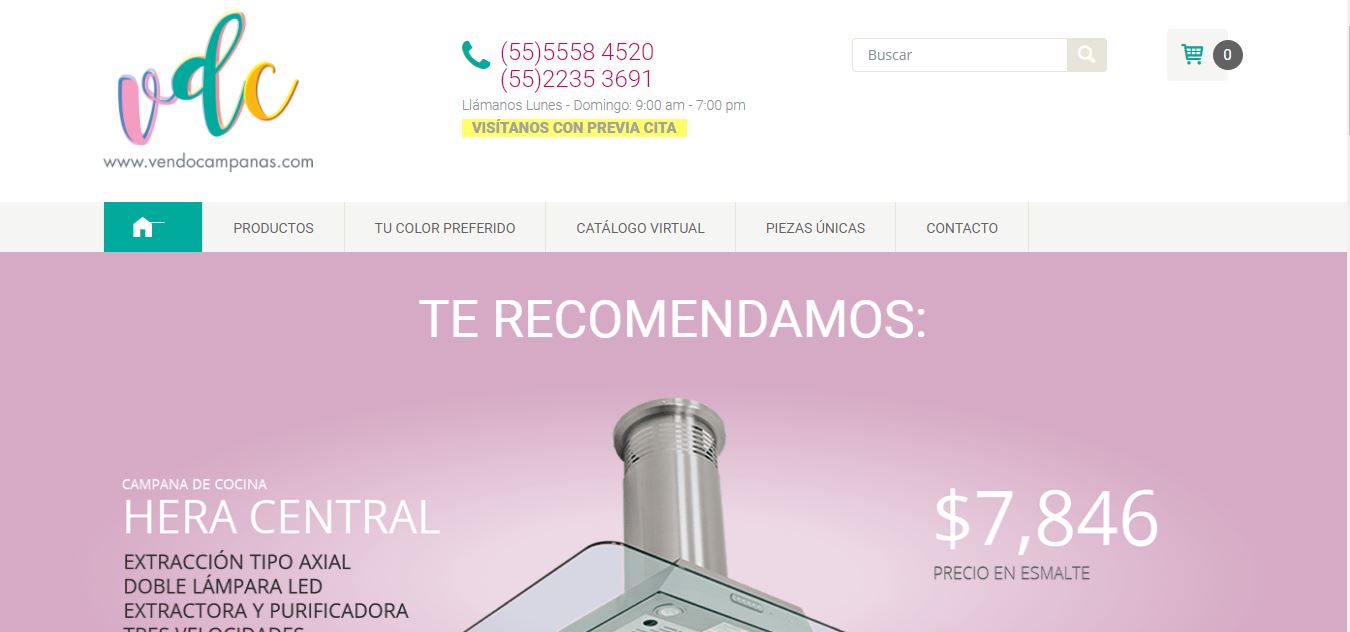 vdc
www.vendocampanas.com
(55)5558 4520
(55)2235 3691
Llámanos Lunes - Domingo: 9:00 am - 7:00 pm
VISÍTANOS CON PREVIA CITA
Buscar
0
PRODUCTOS
TU COLOR PREFERIDO
CATÁLOGO VIRTUAL
PIEZAS ÚNICAS
CONTACTO
TE RECOMENDAMOS:
CAMPANA DE COCINA
HERA CENTRAL
EXTRACCIÓN TIPO AXIAL
DOBLE LÁMPARA LED
EXTRACTORA Y PURIFICADORA
TRES VELOCIDADES
$7,846
PRECIO EN ESMALTE